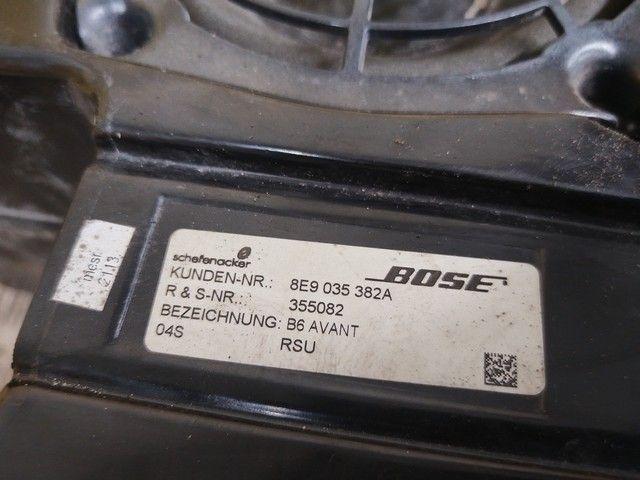 schefenacker
BOSE
KUNDEN-NR.: 8E9 035 382A
R & S-NR.: 355082
BEZEICHNUNG: B6 AVANT
04S RSU